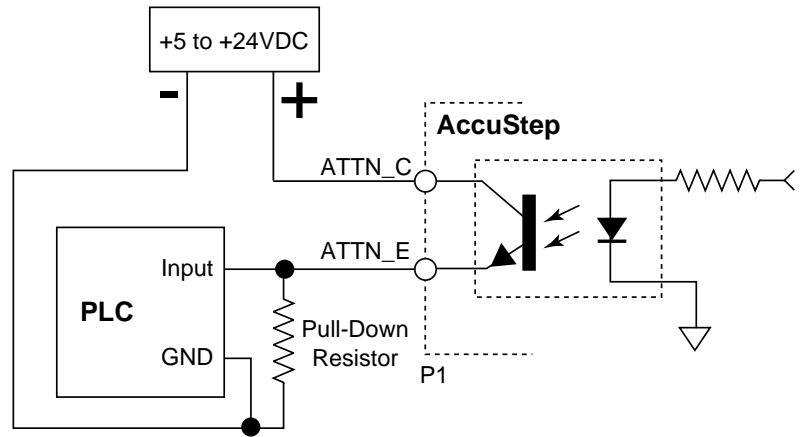 +5 to +24VDC
-
+
AccuStep
ATTN_C
ATTN_E
Input
PLC
GND
Pull-Down
Resistor
P1